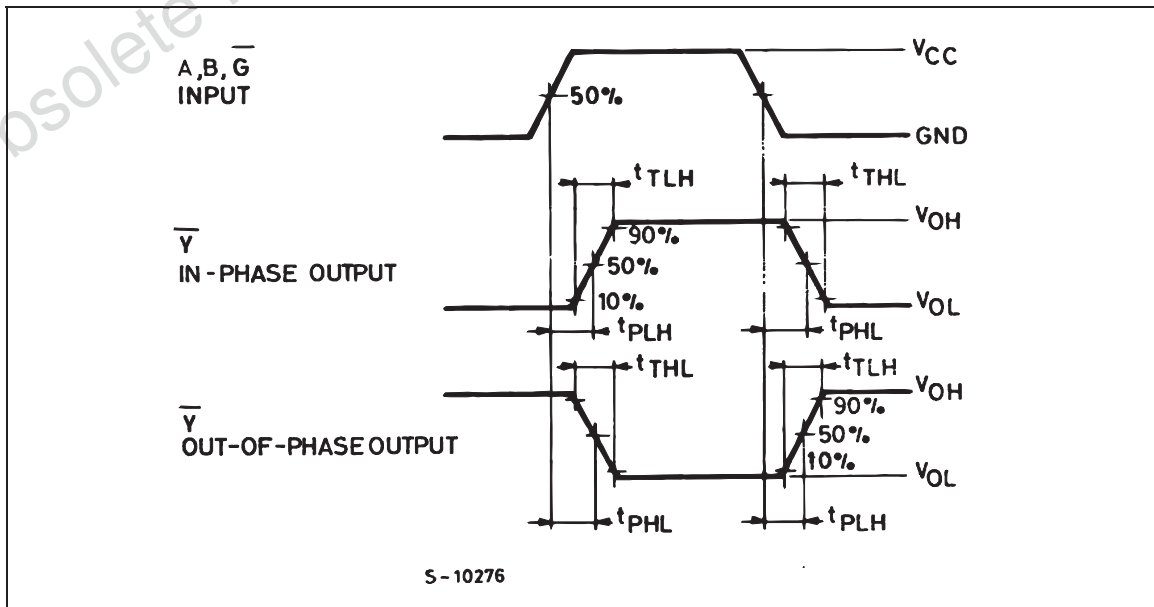 bsolete
A,B,G̅
INPUT
50%
VCC
GND
tTLH
tTHL
Y̅
IN-PHASE OUTPUT
90%
50%
10%
VOH
VOL
tPLH
tPHL
tTHL
tTLH
Y̅
OUT-OF-PHASE OUTPUT
VOH
90%
50%
10%
VOL
tPHL
tPLH
S-10276